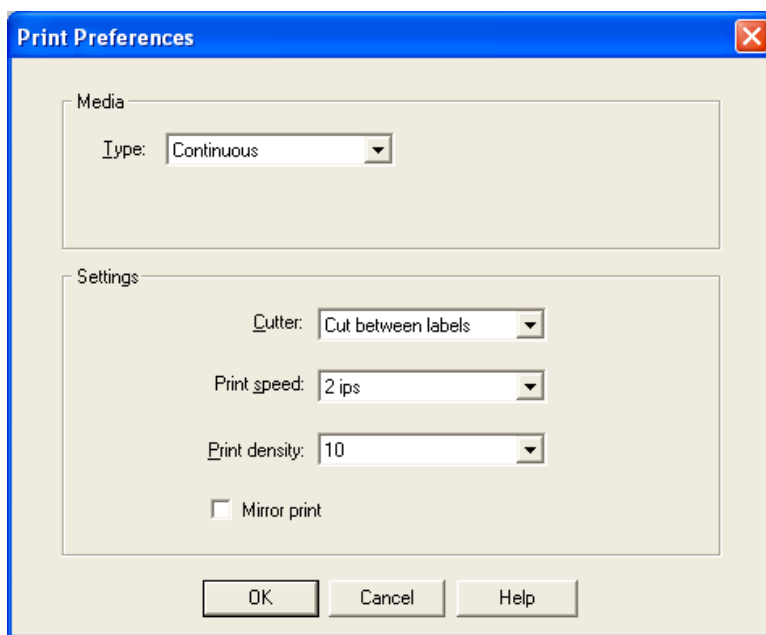 Print Preferences
Media
Type: Continuous
Settings
Cutter: Cut between labels
Print speed: 2 ips
Print density: 10
Mirror print
OK Cancel Help